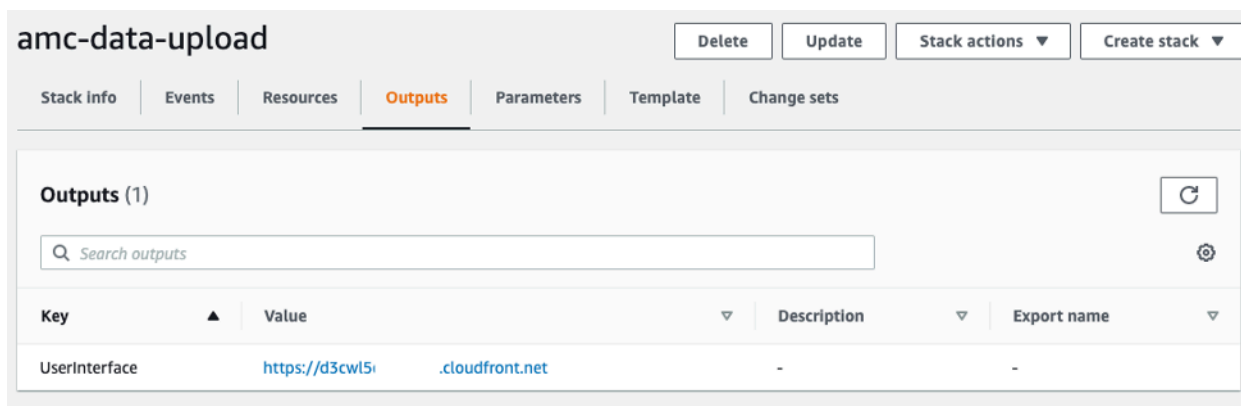 amc-data-upload
Delete Update Stack actions Create stack
Stack info Events Resources Outputs Parameters Template Change sets
Outputs (1)
Search outputs
Key Value Description Export name
UserInterface https://d3cwl5 .cloudfront.net - -